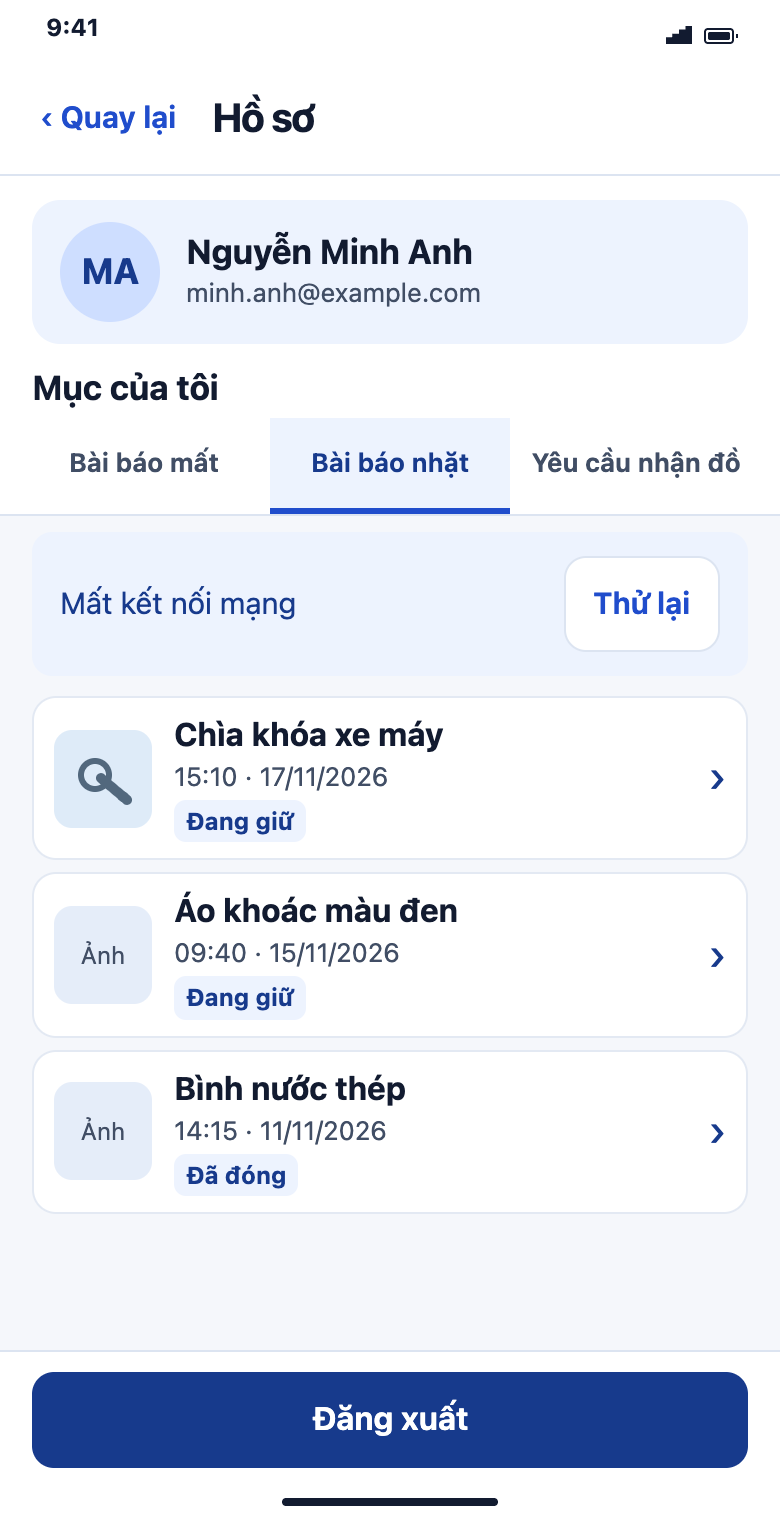 9:41
‹ Quay lại
Hồ sơ
MA
Nguyễn Minh Anh
minh.anh@example.com
Mục của tôi
Bài báo mất
Bài báo nhặt
Yêu cầu nhận đồ
Mất kết nối mạng
Thử lại
Chìa khóa xe máy
15:10 · 17/11/2026
Đang giữ
›
Ảnh
Áo khoác màu đen
09:40 · 15/11/2026
Đang giữ
›
Ảnh
Bình nước thép
14:15 · 11/11/2026
Đã đóng
›
Đăng xuất